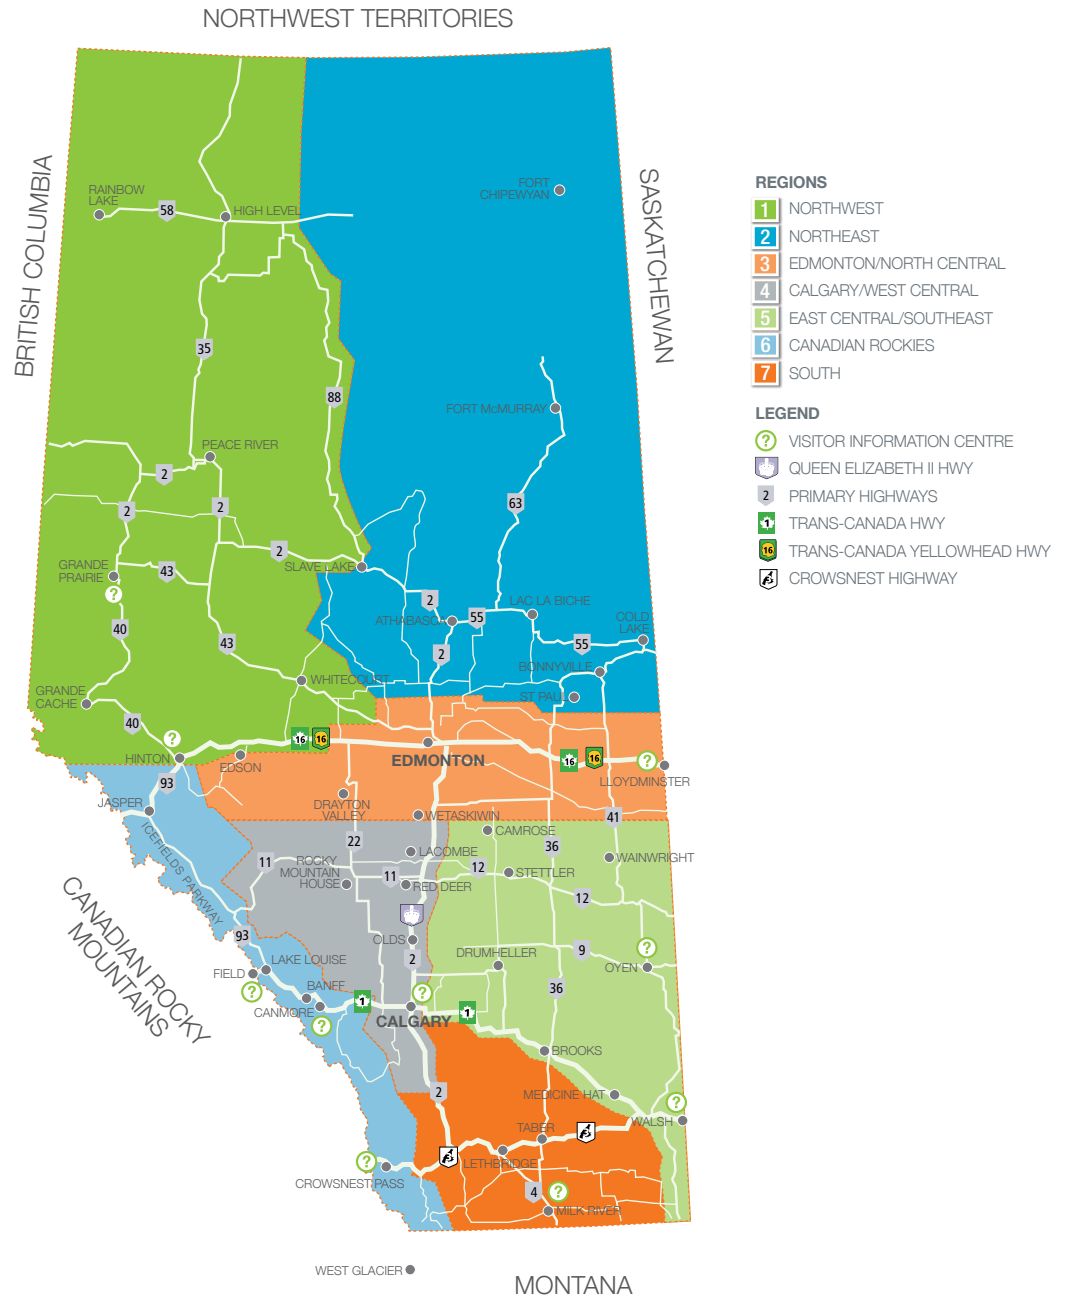 NORTHWEST TERRITORIES
BRITISH COLUMBIA
SASKATCHEWAN
CANADIAN ROCKY
MOUNTAINS
MONTANA
RAINBOW
LAKE
58
HIGH LEVEL
FORT
CHIPEWYAN
35
88
FORT McMURRAY
PEACE RIVER
2
63
2
2
2
SLAVE LAKE
GRANDE
PRAIRIE
?
43
2
ATHABASCA
55
LAC LA BICHE
COLD
LAKE
40
43
2
55
BONNYVILLE
WHITECOURT
GRANDE
CACHE
ST PAUL
40
?
HINTON
16
16
EDSON
EDMONTON
16
16
?
LLOYDMINSTER
93
JASPER
DRAYTON
VALLEY
WETASKIWIN
41
CAMROSE
ICEFIELDS PARKWAY
22
36
LACOMBE
WAINWRIGHT
11
ROCKY
MOUNTAIN
HOUSE
11
RED DEER
12
STETTLER
12
93
OLDS
2
DRUMHELLER
9
?
OYEN
LAKE LOUISE
FIELD
?
BANFF
CANMORE
?
1
?
CALGARY
1
36
BROOKS
2
MEDICINE HAT
?
WALSH
TABER
LETHBRIDGE
?
CROWSNEST PASS
4
?
MILK RIVER
WEST GLACIER
REGIONS
1 NORTHWEST
2 NORTHEAST
3 EDMONTON/NORTH CENTRAL
4 CALGARY/WEST CENTRAL
5 EAST CENTRAL/SOUTHEAST
6 CANADIAN ROCKIES
7 SOUTH
LEGEND
? VISITOR INFORMATION CENTRE
QUEEN ELIZABETH II HWY
2 PRIMARY HIGHWAYS
1 TRANS-CANADA HWY
16 TRANS-CANADA YELLOWHEAD HWY
CROWSNEST HIGHWAY